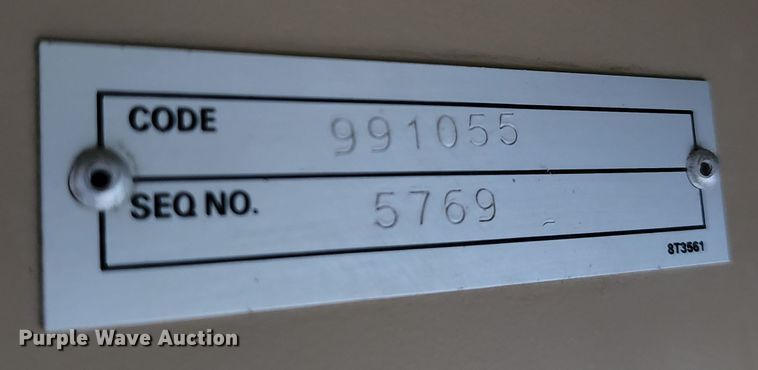 CODE 991055
SEQ NO. 5769
8T3561
Purple Wave Auction